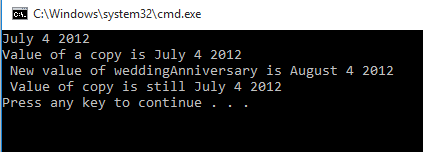 C:\Windows\system32\cmd.exe
July 4 2012
Value of a copy is July 4 2012
 New value of weddingAnniversary is August 4 2012
 Value of copy is still July 4 2012
Press any key to continue . . .